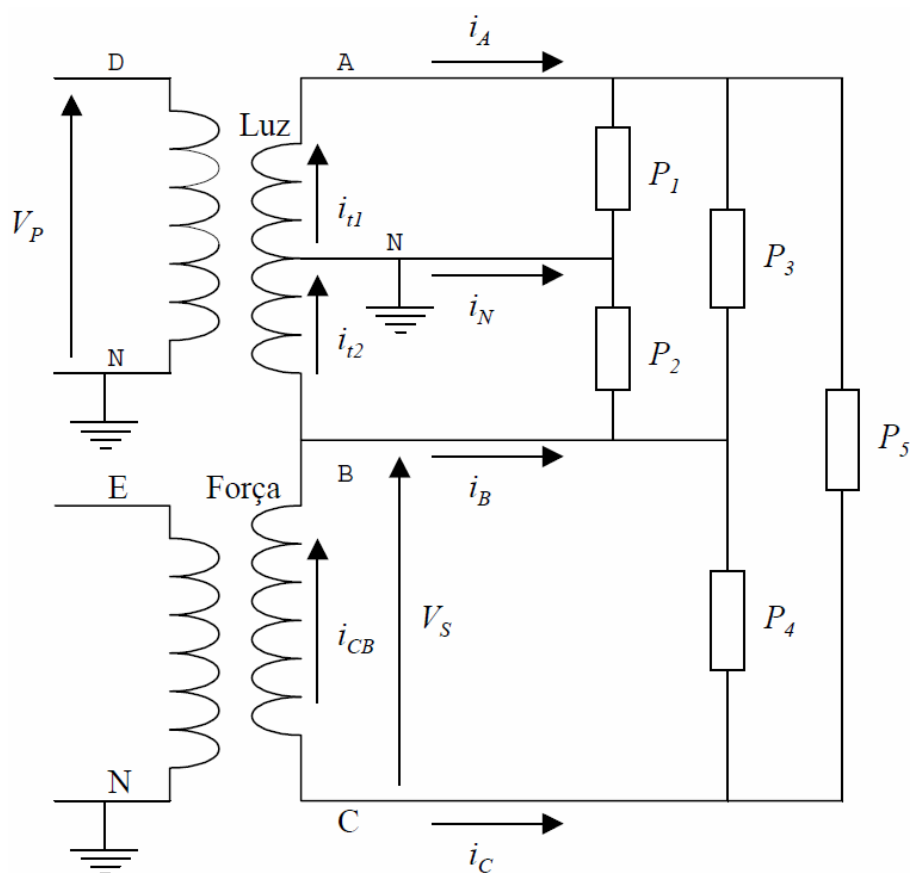 i_A
D
A
Luz
V_P
i_t1
P_1
N
P_3
i_N
i_t2
P_2
N
P_5
B
E
Força
i_B
i_CB
V_S
P_4
N
C
i_C